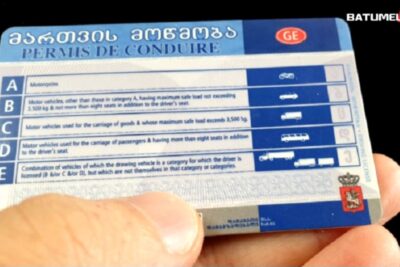 BATUMEL
მართვის მოწმობა
GE
PERMIS DE CONDUIRE
A
Motorcycles
B
Motor vehicles, other than those in category A, having maximum safe load not exceeding
3,500 kg & not more than eight seats in addition to the driver's seat.
C
Motor vehicles used for the carriage of goods & whose maximum safe load exceeds 3,500 kg.
D
Motor vehicles used for the carriage of passengers & have more than eight seats in addition
to the driver's seat.
E
Combination of vehicles of which the drawing vehicle is a category for which the driver is
licensed (B &/or C &/or D), but which are not themselves in that category or categories.